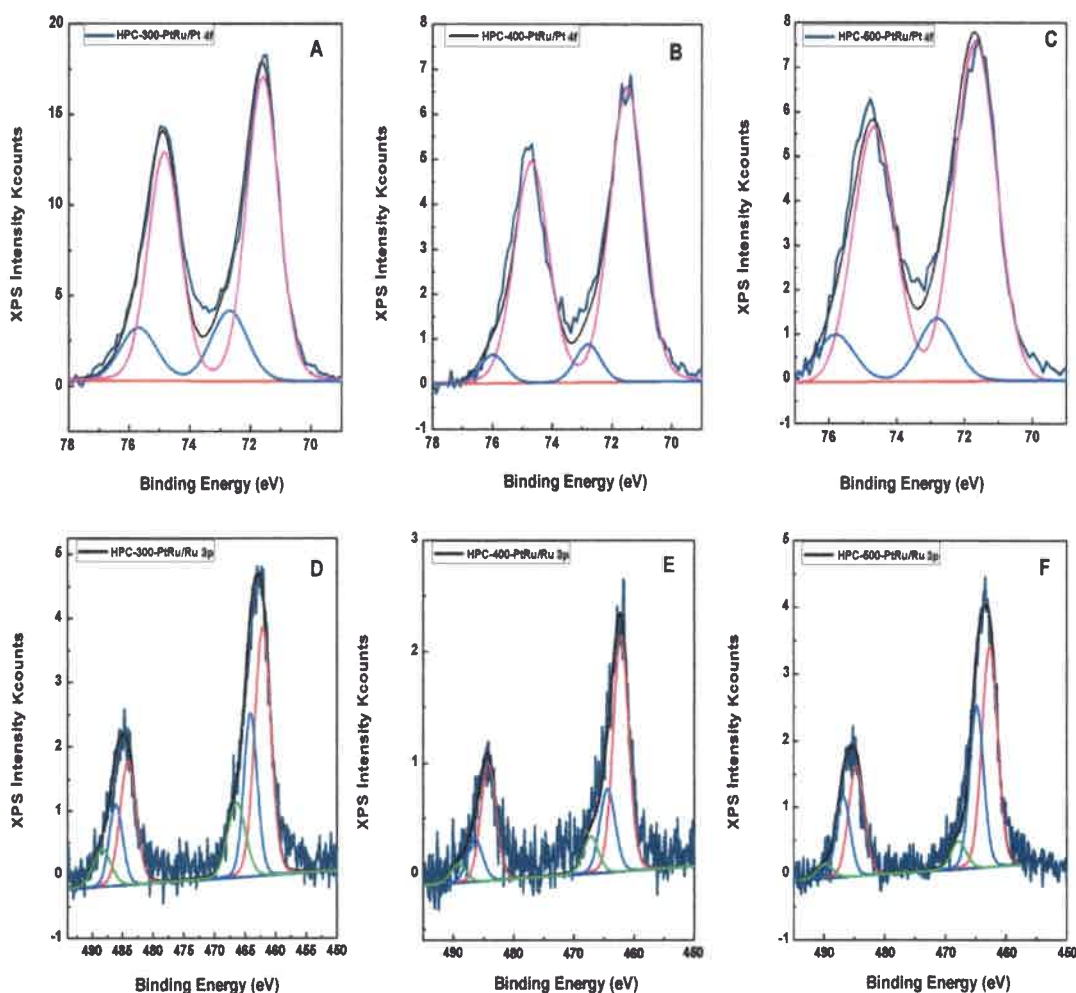 HPC-300-PtRu/Pt 4f
A
XPS Intensity Kcounts
20
15
10
5
0
78 76 74 72 70
Binding Energy (eV)
HPC-400-PtRu/Pt 4f
B
XPS Intensity Kcounts
8
7
6
5
4
3
2
1
0
-1
78 76 74 72 70
Binding Energy (eV)
HPC-500-PtRu/Pt 4f
C
XPS Intensity Kcounts
8
7
6
5
4
3
2
1
0
-1
76 74 72 70
Binding Energy (eV)
HPC-300-PtRu/Ru 3p
D
XPS Intensity Kcounts
5
4
3
2
1
0
-1
490 485 480 475 470 465 460 455 450
Binding Energy (eV)
HPC-400-PtRu/Ru 3p
E
XPS Intensity Kcounts
3
2
1
0
490 480 470 460 450
Binding Energy (eV)
HPC-500-PtRu/Ru 3p
F
XPS Intensity Kcounts
5
4
3
2
1
0
-1
490 480 470 460 450
Binding Energy (eV)